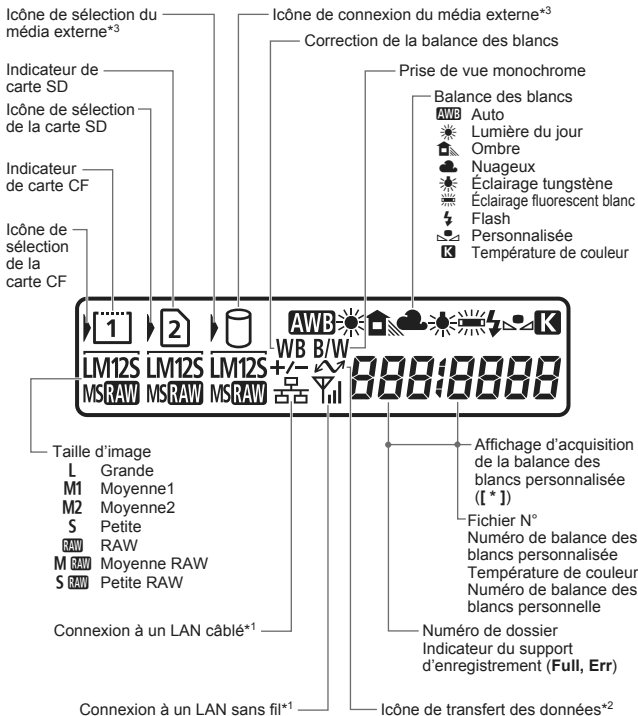 Icône de sélection du
média externe*3
Icône de connexion du média externe*3
Correction de la balance des blancs
Indicateur de
carte SD
Prise de vue monochrome
Icône de sélection
de la carte SD
Balance des blancs
AWB Auto
Lumière du jour
Ombre
Nuageux
Éclairage tungstène
Éclairage fluorescent blanc
Flash
Personnalisée
K Température de couleur
Indicateur
de carte CF
Icône de
sélection
de la
carte CF
1 2 AWB K
LM12S LM12S LM12S WB B/W
MSRAW MSRAW MSRAW +/- 888:8888
Taille d'image
L Grande
M1 Moyenne1
M2 Moyenne2
S Petite
RAW RAW
M RAW Moyenne RAW
S RAW Petite RAW
Affichage d'acquisition
de la balance des
blancs personnalisée
([ * ])
Fichier N°
Numéro de balance des
blancs personnalisée
Température de couleur
Numéro de balance des
blancs personnelle
Connexion à un LAN câblé*1
Numéro de dossier
Indicateur du support
d'enregistrement (Full, Err)
Connexion à un LAN sans fil*1
Icône de transfert des données*2